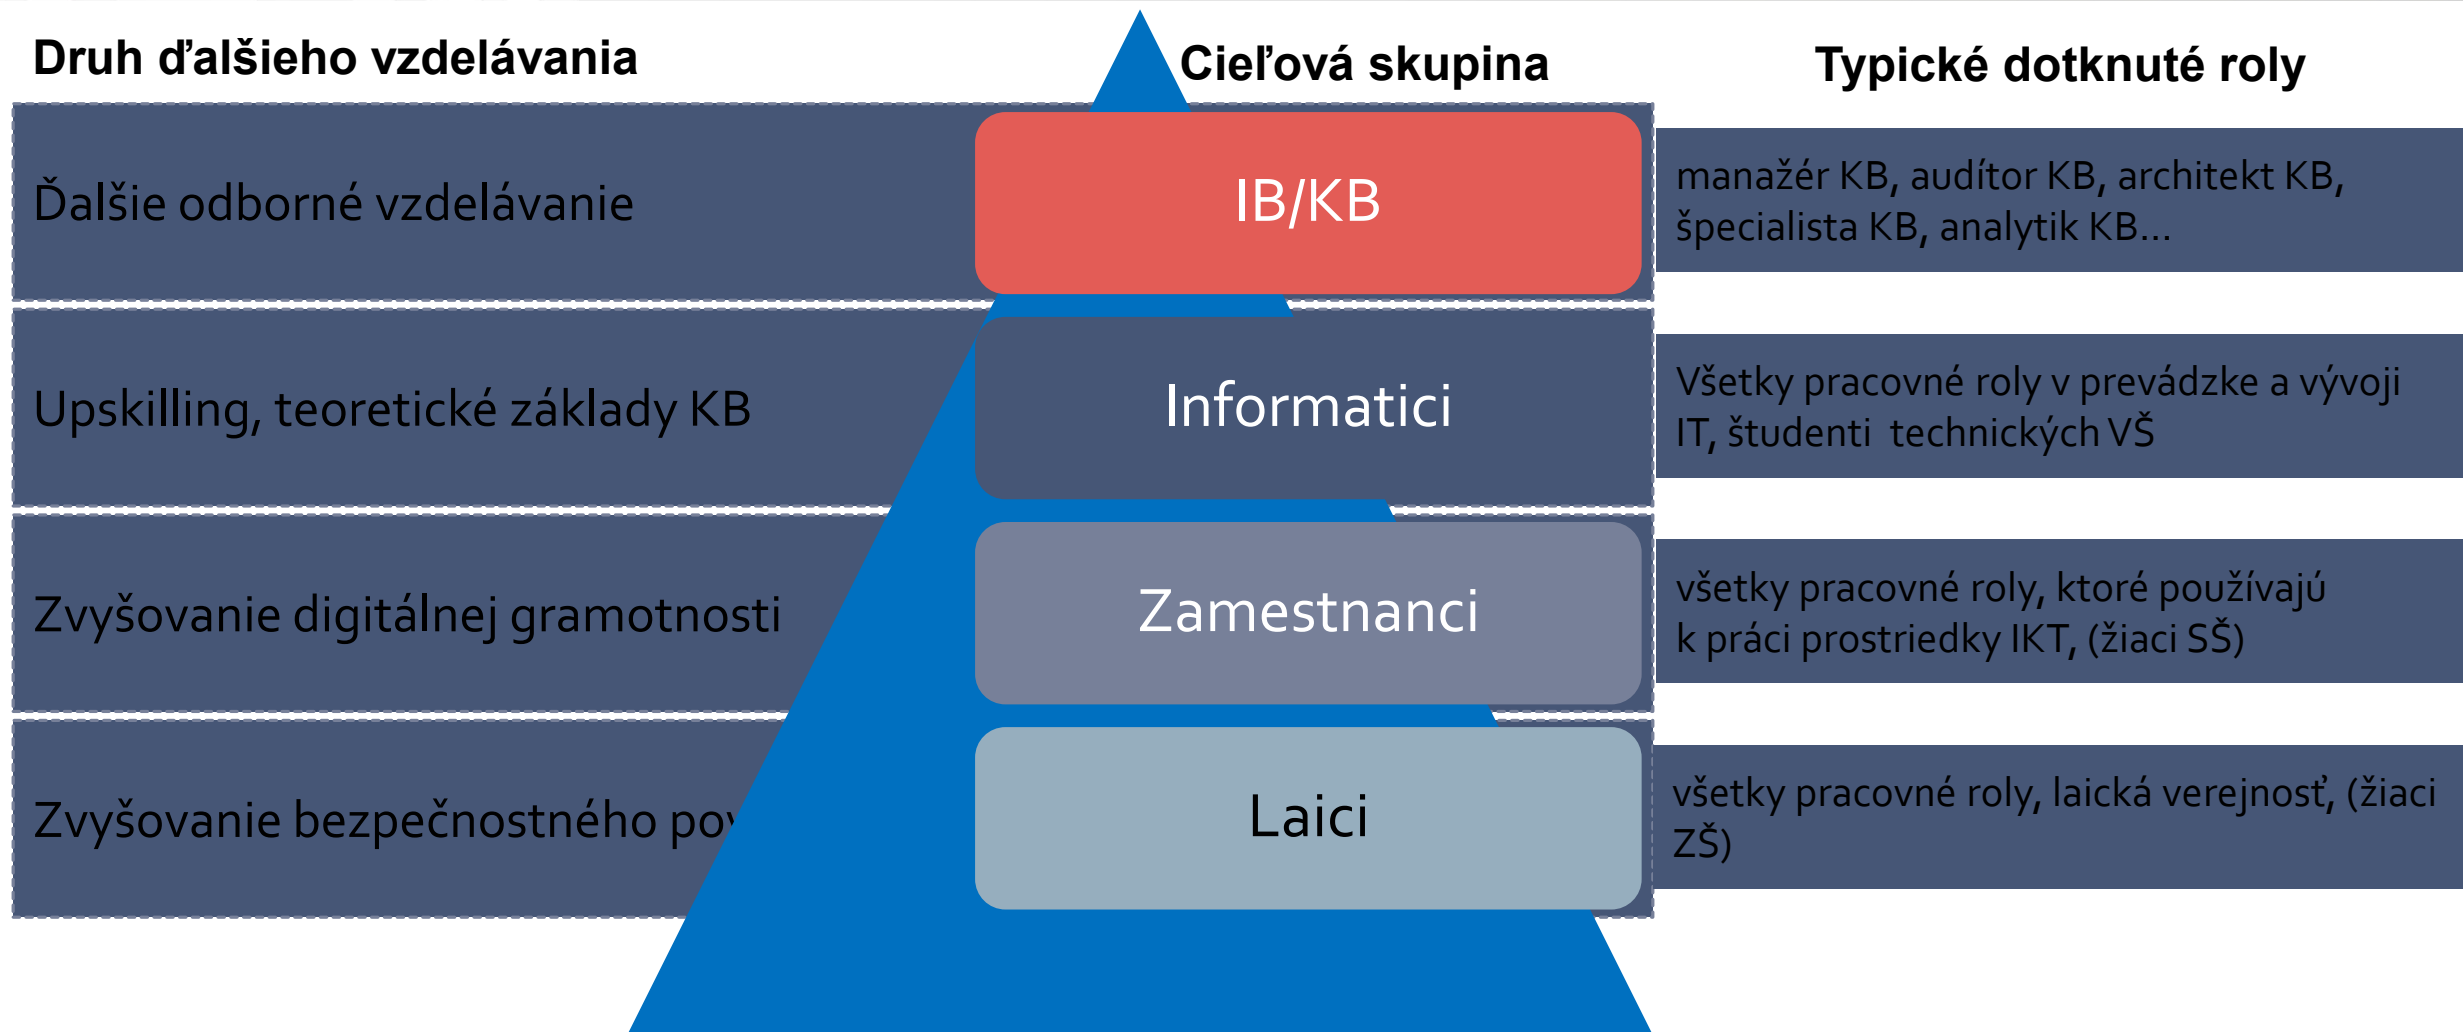 Druh ďalšieho vzdelávania
Cieľová skupina
Typické dotknuté roly
Ďalšie odborné vzdelávanie
IB/KB
manažér KB, audítor KB, architekt KB,
špecialista KB, analytik KB...
Upskilling, teoretické základy KB
Informatici
Všetky pracovné roly v prevádzke a vývoji
IT, študenti technických VŠ
Zvyšovanie digitálnej gramotnosti
Zamestnanci
všetky pracovné roly, ktoré používajú
k práci prostriedky IKT, (žiaci SŠ)
Zvyšovanie bezpečnostného
Laici
všetky pracovné roly, laická verejnosť, (žiaci
ZŠ)